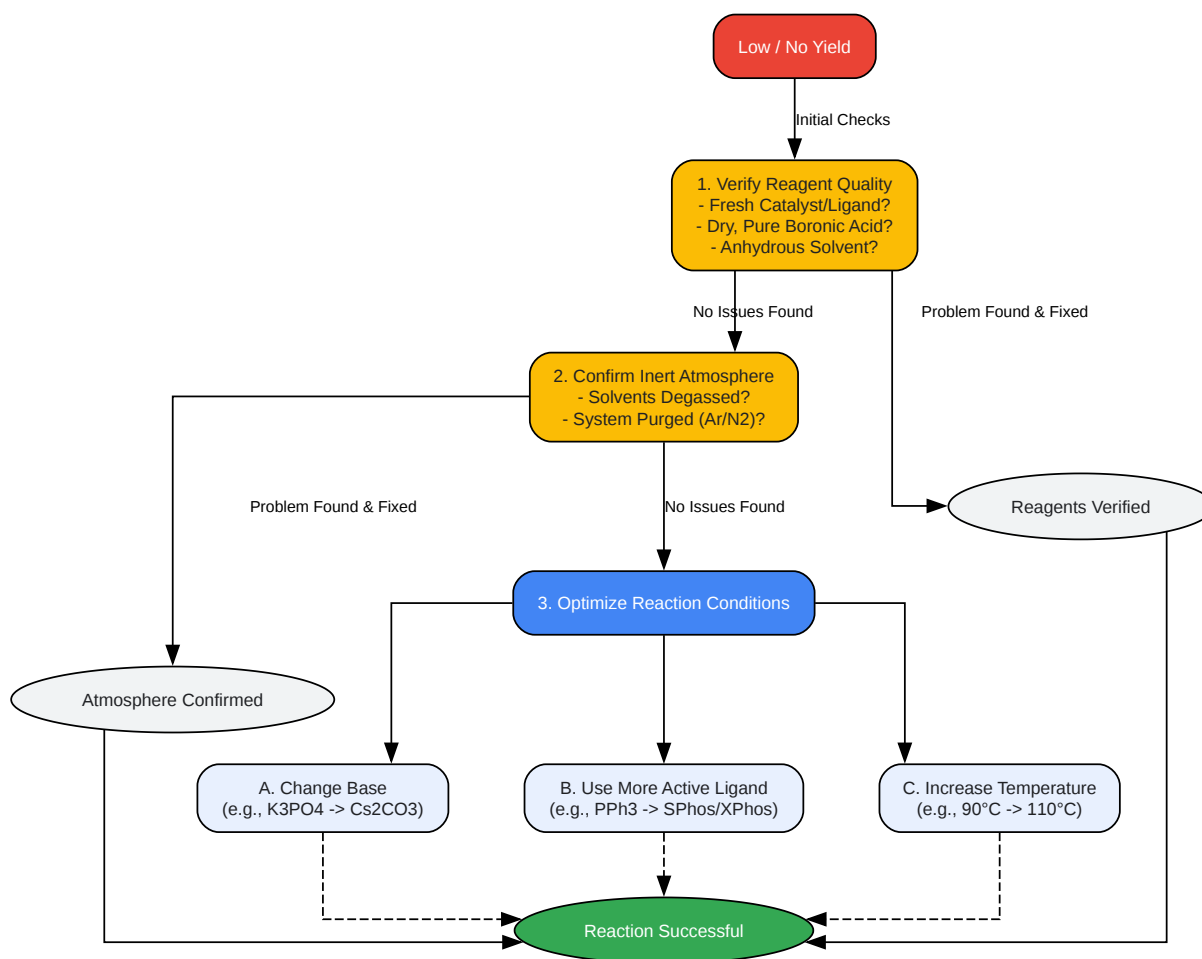 Low / No Yield
Initial Checks
1. Verify Reagent Quality
- Fresh Catalyst/Ligand?
- Dry, Pure Boronic Acid?
- Anhydrous Solvent?
No Issues Found
Problem Found & Fixed
2. Confirm Inert Atmosphere
- Solvents Degassed?
- System Purged (Ar/N2)?
Problem Found & Fixed
No Issues Found
Reagents Verified
3. Optimize Reaction Conditions
Atmosphere Confirmed
A. Change Base
(e.g., K3PO4 -> Cs2CO3)
B. Use More Active Ligand
(e.g., PPh3 -> SPhos/XPhos)
C. Increase Temperature
(e.g., 90°C -> 110°C)
Reaction Successful